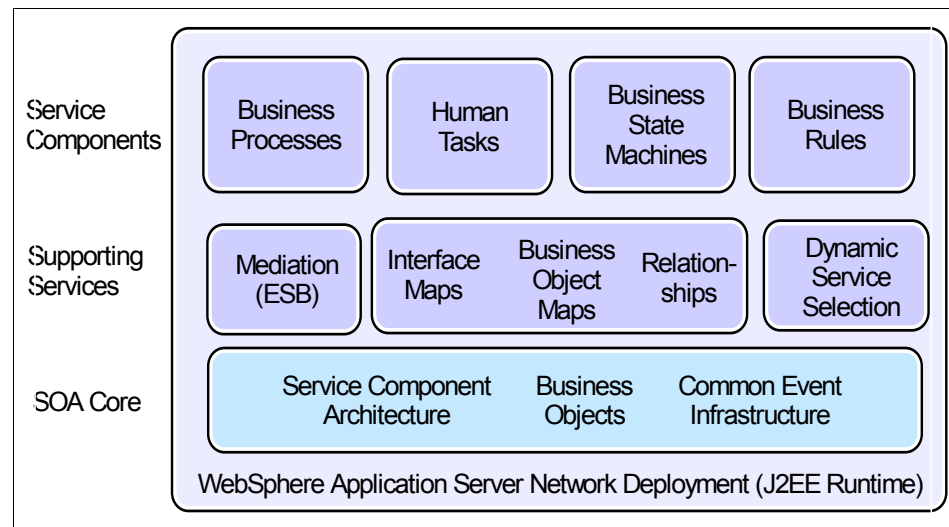 Service
Components
Business
Processes
Human
Tasks
Business
State
Machines
Business
Rules
Supporting
Services
Mediation
(ESB)
Interface
Maps
Business
Object
Maps
Relation-
ships
Dynamic
Service
Selection
SOA Core
Service Component
Architecture
Business
Objects
Common Event
Infrastructure
WebSphere Application Server Network Deployment (J2EE Runtime)